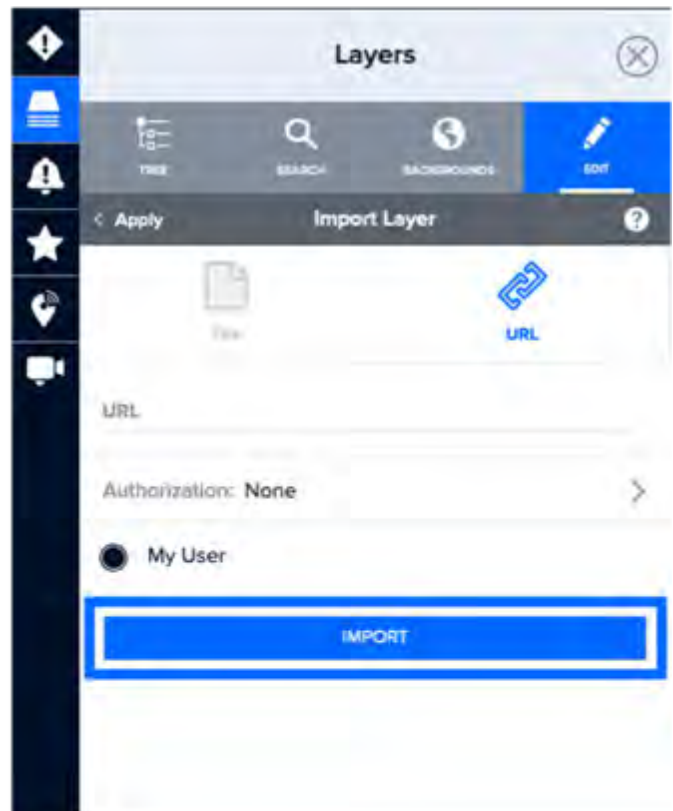 Layers
TREE SEARCH BACKGROUNDS EDIT
< Apply Import Layer ?
File URL
URL
Authorization: None >
My User
IMPORT